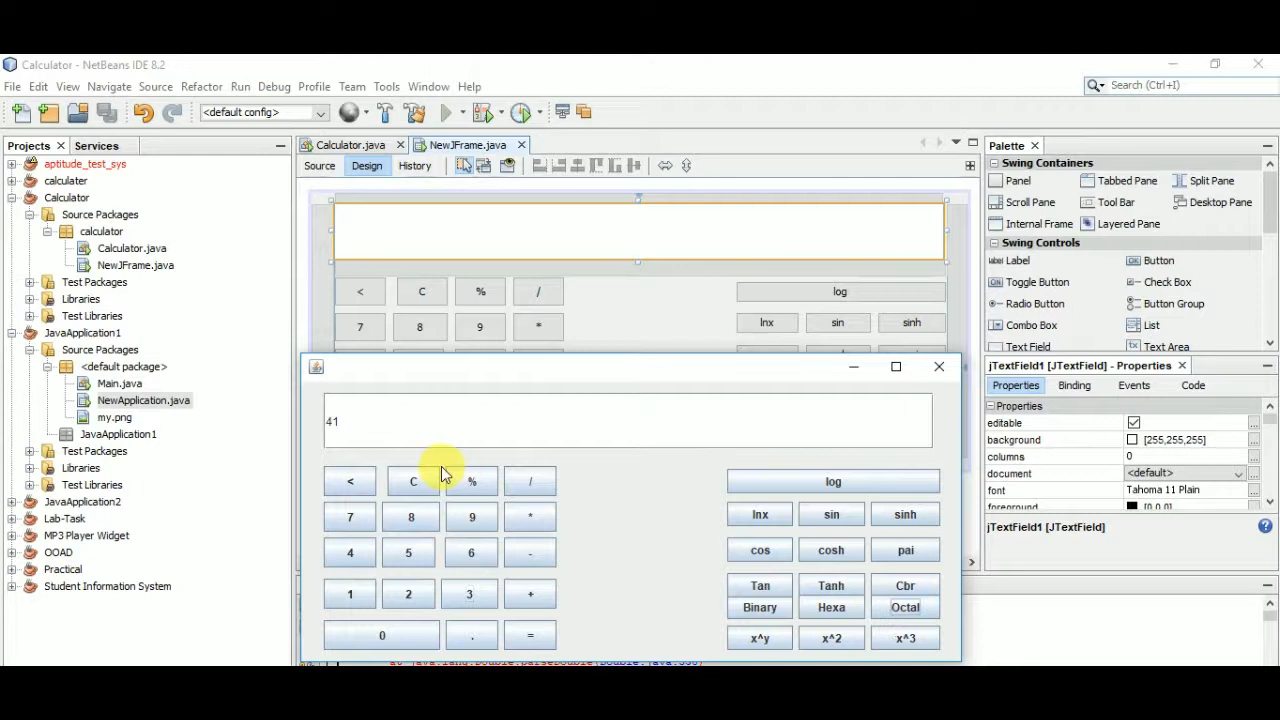 Calculator - NetBeans IDE 8.2
File Edit View Navigate Source Refactor Run Debug Profile Team Tools Window Help
Search (Ctrl+I)
<default config>
Projects Services
aptitude_test_sys
calculater
Calculator
Source Packages
calculator
Calculator.java
NewJFrame.java
Test Packages
Libraries
Test Libraries
JavaApplication1
Source Packages
<default package>
Main.java
NewApplication.java
my.png
JavaApplication1
Test Packages
Libraries
Test Libraries
JavaApplication2
Lab-Task
MP3 Player Widget
OOAD
Practical
Student Information System
Calculator.java NewJFrame.java
Source Design History
< C % / log
7 8 9 * lnx sin sinh
41
< C % / log
7 8 9 * lnx sin sinh
4 5 6 - cos cosh pai
1 2 3 + Tan Tanh Cbr
Binary Hexa Octal
0 . = x^y x^2 x^3
Palette
Swing Containers
Panel Tabbed Pane Split Pane
Scroll Pane Tool Bar Desktop Pane
Internal Frame Layered Pane
Swing Controls
Label Button
Toggle Button Check Box
Radio Button Button Group
Combo Box List
Text Field Text Area
jTextField1 [JTextField] - Properties
Properties Binding Events Code
Properties
editable
background [255,255,255]
columns 0
document <default>
font Tahoma 11 Plain
foreground [0,0,0]
jTextField1 [JTextField]